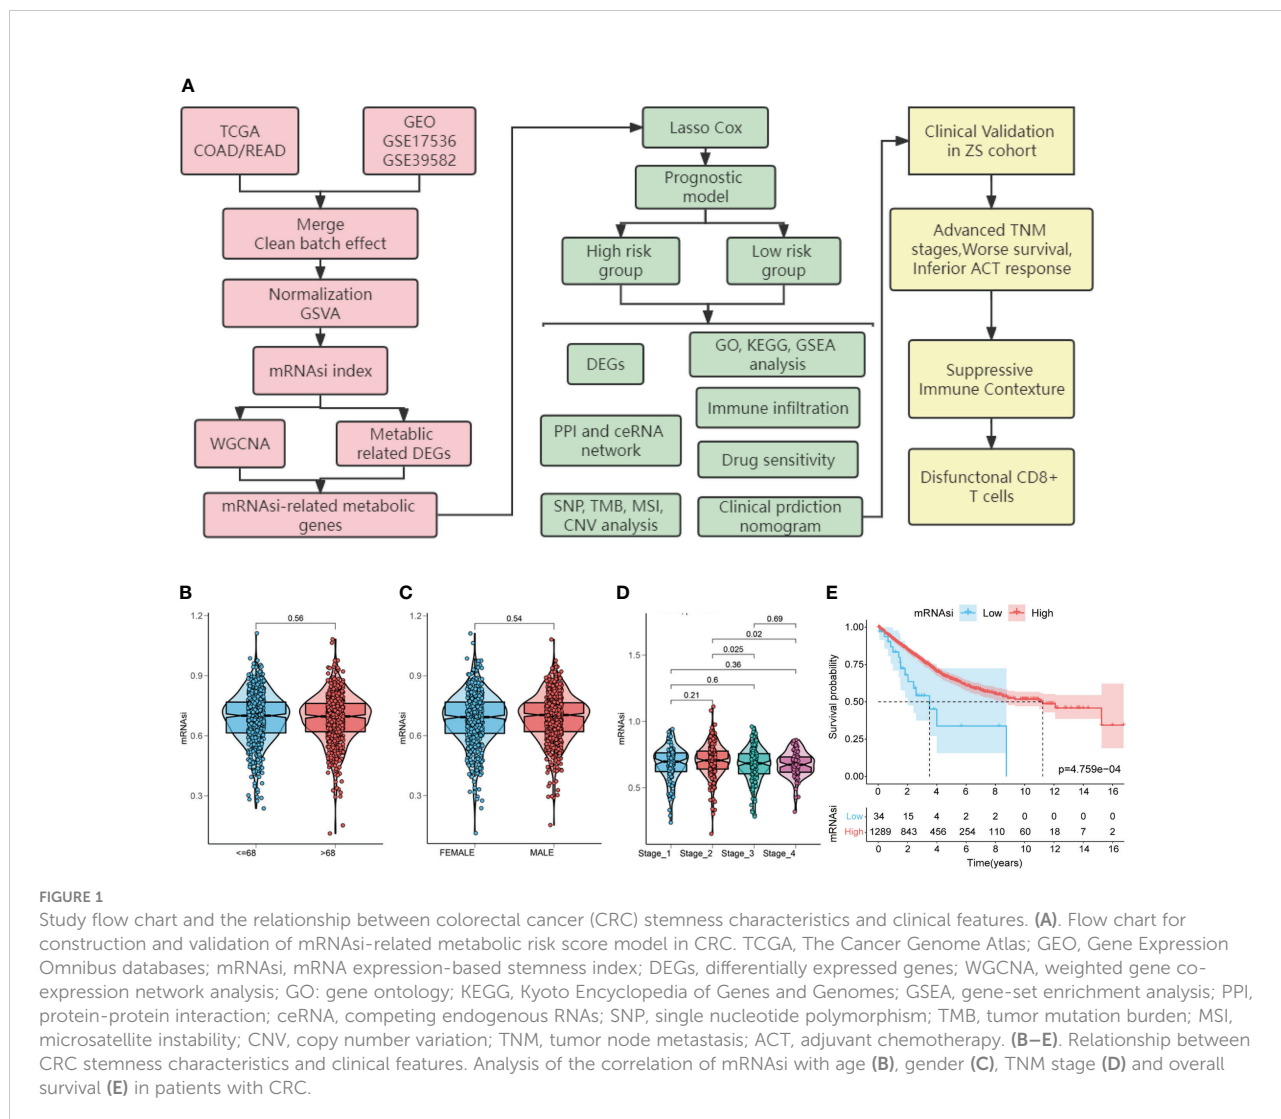 A
TCGA
COAD/READ
GEO
GSE17536
GSE39582
Merge
Clean batch effect
Normalization
GSVA
mRNAsi index
WGCNA
Metablic
related DEGs
mRNAsi-related metabolic
genes
Lasso Cox
Prognostic
model
High risk
group
Low risk
group
DEGs
GO, KEGG, GSEA
analysis
Immune infiltration
PPI and ceRNA
network
Drug sensitivity
SNP, TMB, MSI,
CNV analysis
Clinical prdiction
nomogram
Clinical Validation
in ZS cohort
Advanced TNM
stages,Worse survival,
Inferior ACT response
Suppressive
Immune Contexture
Disfunctonal CD8+
T cells
B
mRNAsi
1.2
0.9
0.6
0.3
0.56
<=68
>68
C
mRNAsi
1.2
0.9
0.6
0.3
0.54
FEMALE
MALE
D
mRNAsi
1.5
1.0
0.5
0.69
0.02
0.025
0.36
0.6
0.21
Stage_1
Stage_2
Stage_3
Stage_4
E
mRNAsi Low High
Survival probability
1.00
0.75
0.50
0.25
0.00
p=4.759e−04
0 2 4 6 8 10 12 14 16
mRNAsi
Low 34 15 4 2 2 0 0 0 0
High 1289 843 456 254 110 60 18 7 2
0 2 4 6 8 10 12 14 16
Time(years)
FIGURE 1
Study flow chart and the relationship between colorectal cancer (CRC) stemness characteristics and clinical features. (A). Flow chart for
construction and validation of mRNAsi-related metabolic risk score model in CRC. TCGA, The Cancer Genome Atlas; GEO, Gene Expression
Omnibus databases; mRNAsi, mRNA expression-based stemness index; DEGs, differentially expressed genes; WGCNA, weighted gene co-
expression network analysis; GO: gene ontology; KEGG, Kyoto Encyclopedia of Genes and Genomes; GSEA, gene-set enrichment analysis; PPI,
protein-protein interaction; ceRNA, competing endogenous RNAs; SNP, single nucleotide polymorphism; TMB, tumor mutation burden; MSI,
microsatellite instability; CNV, copy number variation; TNM, tumor node metastasis; ACT, adjuvant chemotherapy. (B–E). Relationship between
CRC stemness characteristics and clinical features. Analysis of the correlation of mRNAsi with age (B), gender (C), TNM stage (D) and overall
survival (E) in patients with CRC.